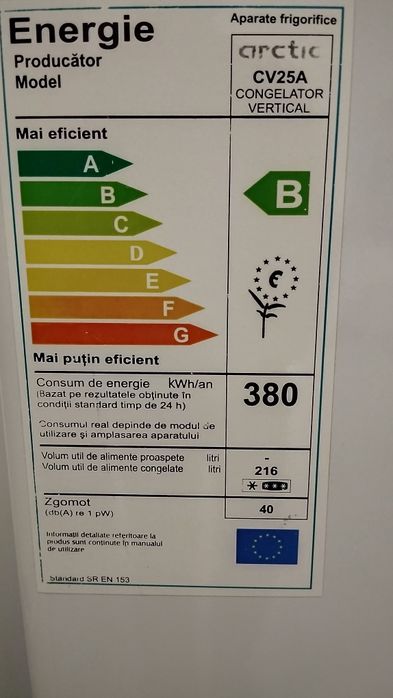 Energie
Aparate frigorifice
Producător
Model
arctic
CV25A
CONGELATOR
VERTICAL
Mai eficient
A
B
C
D
E
F
G
B
Mai puțin eficient
Consum de energie kWh/an
380
(Bazat pe rezultatele obținute în
condiții standard timp de 24 h)
Consumul real depinde de modul de
utilizare și amplasarea aparatului
Volum util de alimente proaspete litri -
Volum util de alimente congelate litri 216
Zgomot
(db(A) re 1 pW)
40
Informații detaliate referitoare la
produs sunt conținute în manualul
de utilizare
Standard SR EN 153